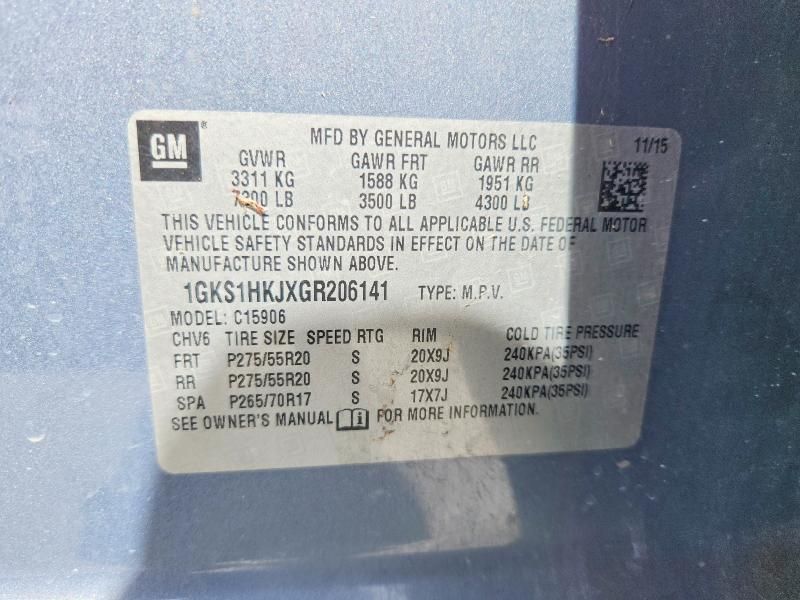 GM® MFD BY GENERAL MOTORS LLC 11/15
GVWR GAWR FRT GAWR RR
3311 KG 1588 KG 1951 KG
7300 LB 3500 LB 4300 LB
THIS VEHICLE CONFORMS TO ALL APPLICABLE U.S. FEDERAL MOTOR
VEHICLE SAFETY STANDARDS IN EFFECT ON THE DATE OF
MANUFACTURE SHOWN ABOVE.
1GKS1HKJXGR206141 TYPE: M.P.V.
MODEL: C15906
CHV6 TIRE SIZE SPEED RTG RIM COLD TIRE PRESSURE
FRT P275/55R20 S 20X9J 240KPA(35PSI)
RR P275/55R20 S 20X9J 240KPA(35PSI)
SPA P265/70R17 S 17X7J 240KPA(35PSI)
SEE OWNER'S MANUAL i FOR MORE INFORMATION.